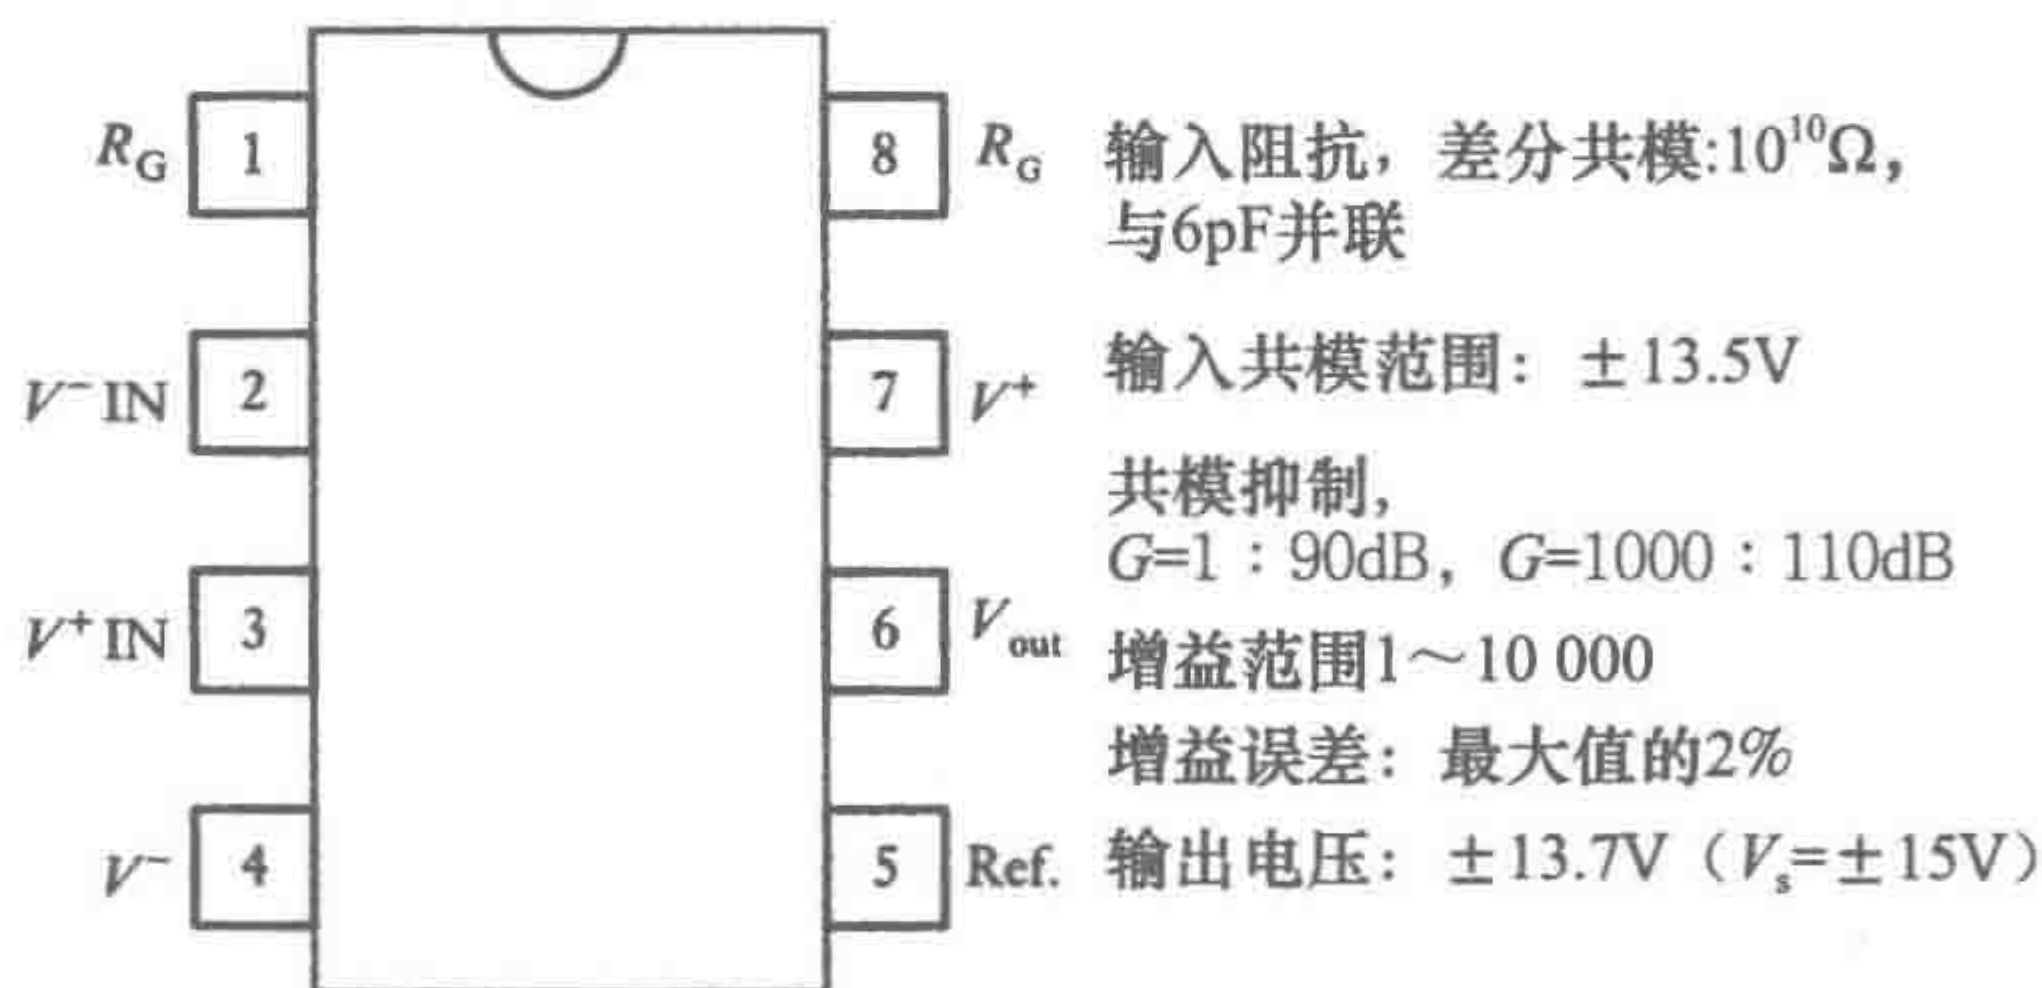 R_G 1
8 R_G
输入阻抗，差分共模:10¹⁰Ω，
与6pF并联
V⁻ IN 2
7 V⁺
输入共模范围：±13.5V
V⁺ IN 3
6 V_out
共模抑制，
G=1：90dB，G=1000：110dB
增益范围1～10 000
增益误差：最大值的2%
V⁻ 4
5 Ref.
输出电压：±13.7V（V_s=±15V）